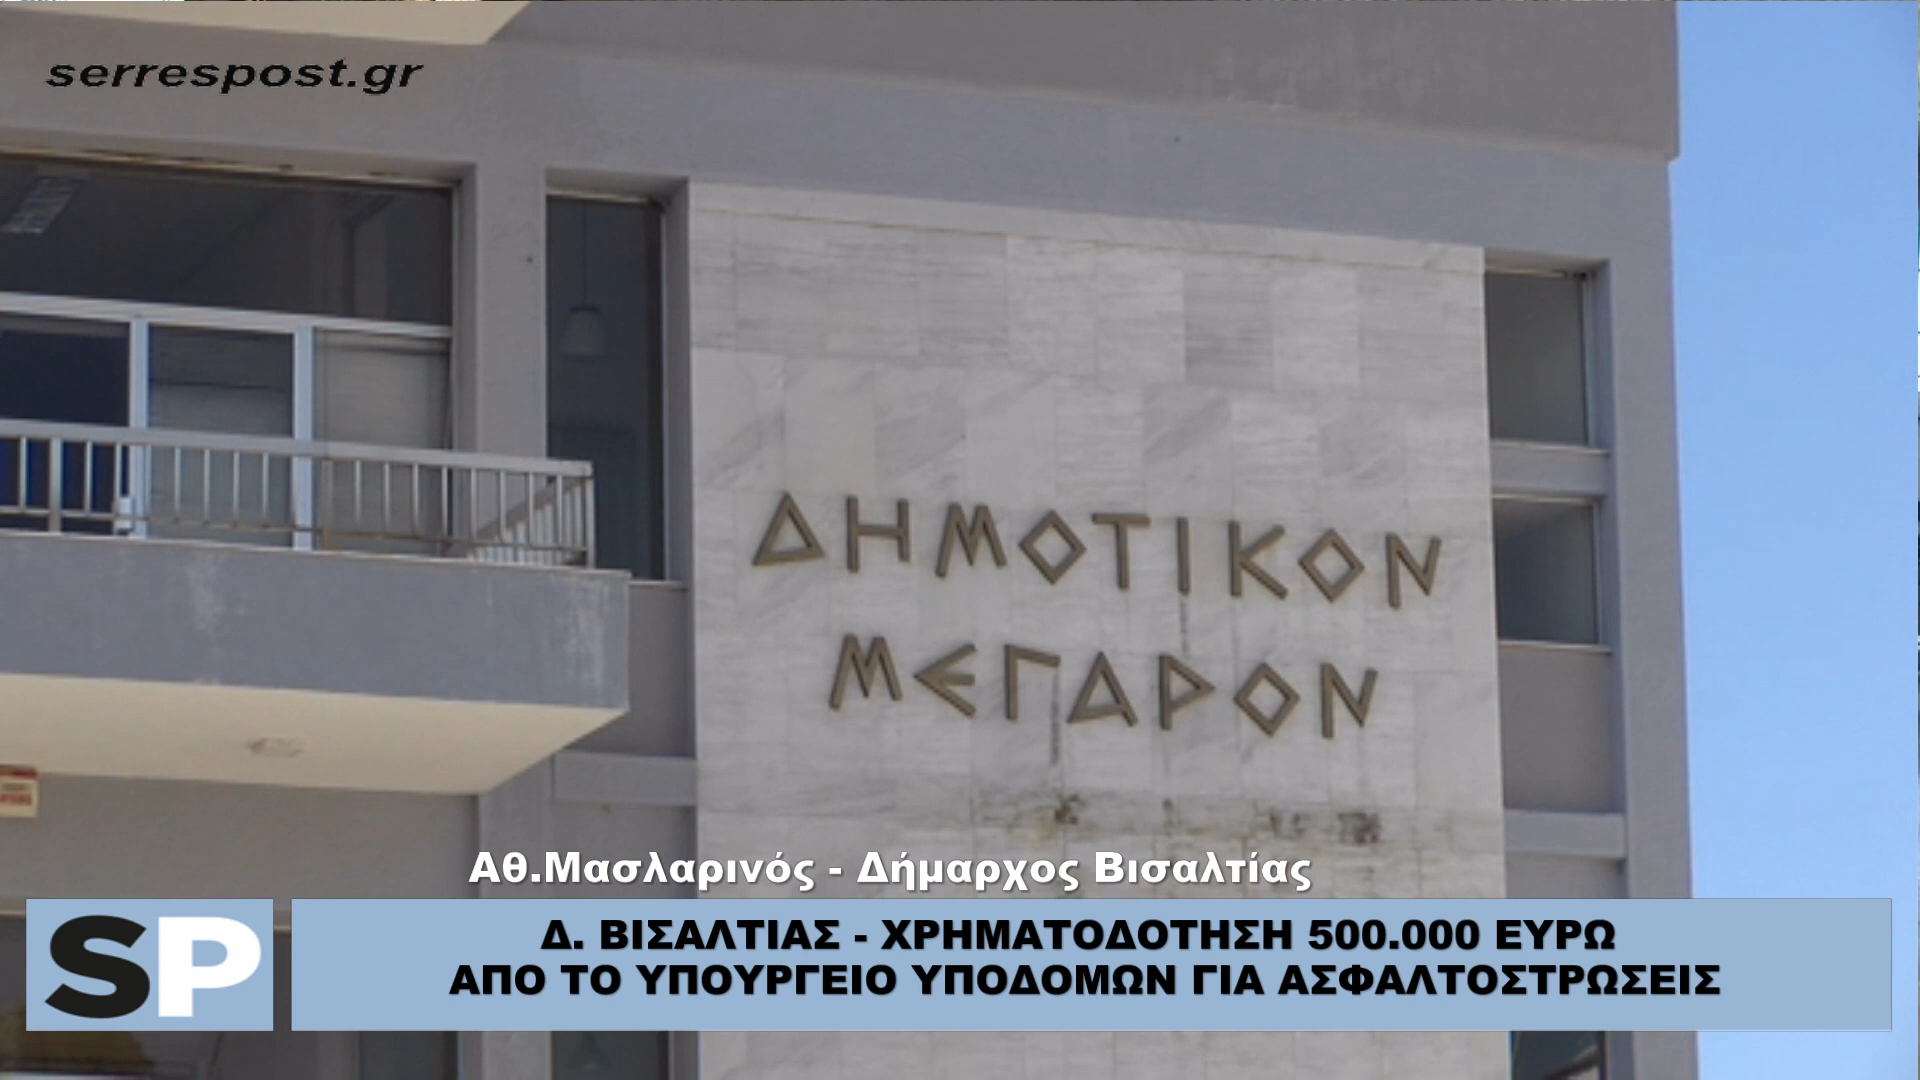 serrespost.gr
ΔΗΜΟΤΙΚΟΝ
ΜΕΓΑΡΟΝ
Αθ.Μασλαρινός - Δήμαρχος Βισαλτίας
SP
Δ. ΒΙΣΑΛΤΙΑΣ - ΧΡΗΜΑΤΟΔΟΤΗΣΗ 500.000 ΕΥΡΩ
ΑΠΟ ΤΟ ΥΠΟΥΡΓΕΙΟ ΥΠΟΔΟΜΩΝ ΓΙΑ ΑΣΦΑΛΤΟΣΤΡΩΣΕΙΣ